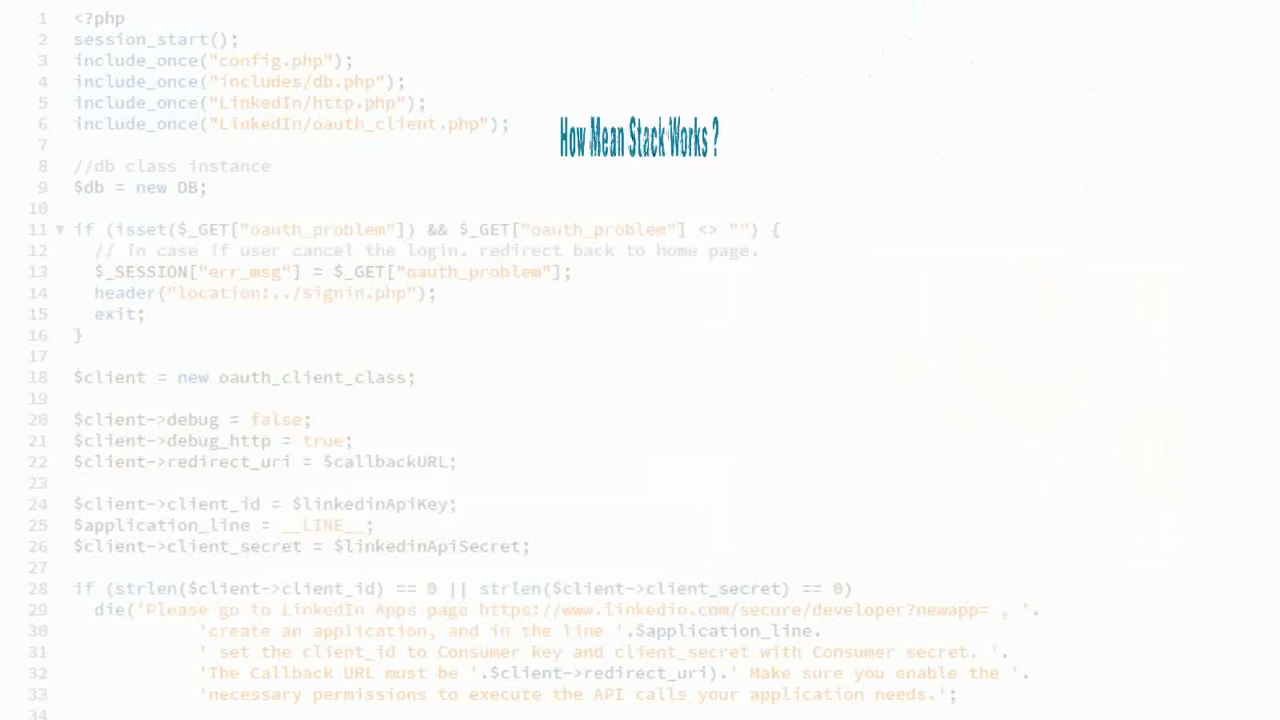 1 <?php
2 session_start();
3 include_once("config.php");
4 include_once("includes/db.php");
5 include_once("LinkedIn/http.php");
6 include_once("LinkedIn/oauth_client.php");
How Mean Stack Works ?
7
8 //db class instance
9 $db = new DB;
10
11 if (isset($_GET["oauth_problem"]) && $_GET["oauth_problem"] <> "") {
12 // in case if user cancel the login. redirect back to home page.
13 $_SESSION["err_msg"] = $_GET["oauth_problem"];
14 header("location:../signin.php");
15 exit;
16 }
17
18 $client = new oauth_client_class;
19
20 $client->debug = false;
21 $client->debug_http = true;
22 $client->redirect_uri = $callbackURL;
23
24 $client->client_id = $linkedinApiKey;
25 $application_line = __LINE__;
26 $client->client_secret = $linkedinApiSecret;
27
28 if (strlen($client->client_id) == 0 || strlen($client->client_secret) == 0)
29 die('Please go to LinkedIn Apps page https://www.linkedin.com/secure/developer?newapp= , '.
30 'create an application, and in the line '.$application_line.
31 ' set the client_id to Consumer key and client_secret with Consumer secret. '.
32 'The Callback URL must be '.$client->redirect_uri).' Make sure you enable the '.
33 'necessary permissions to execute the API calls your application needs.';
34